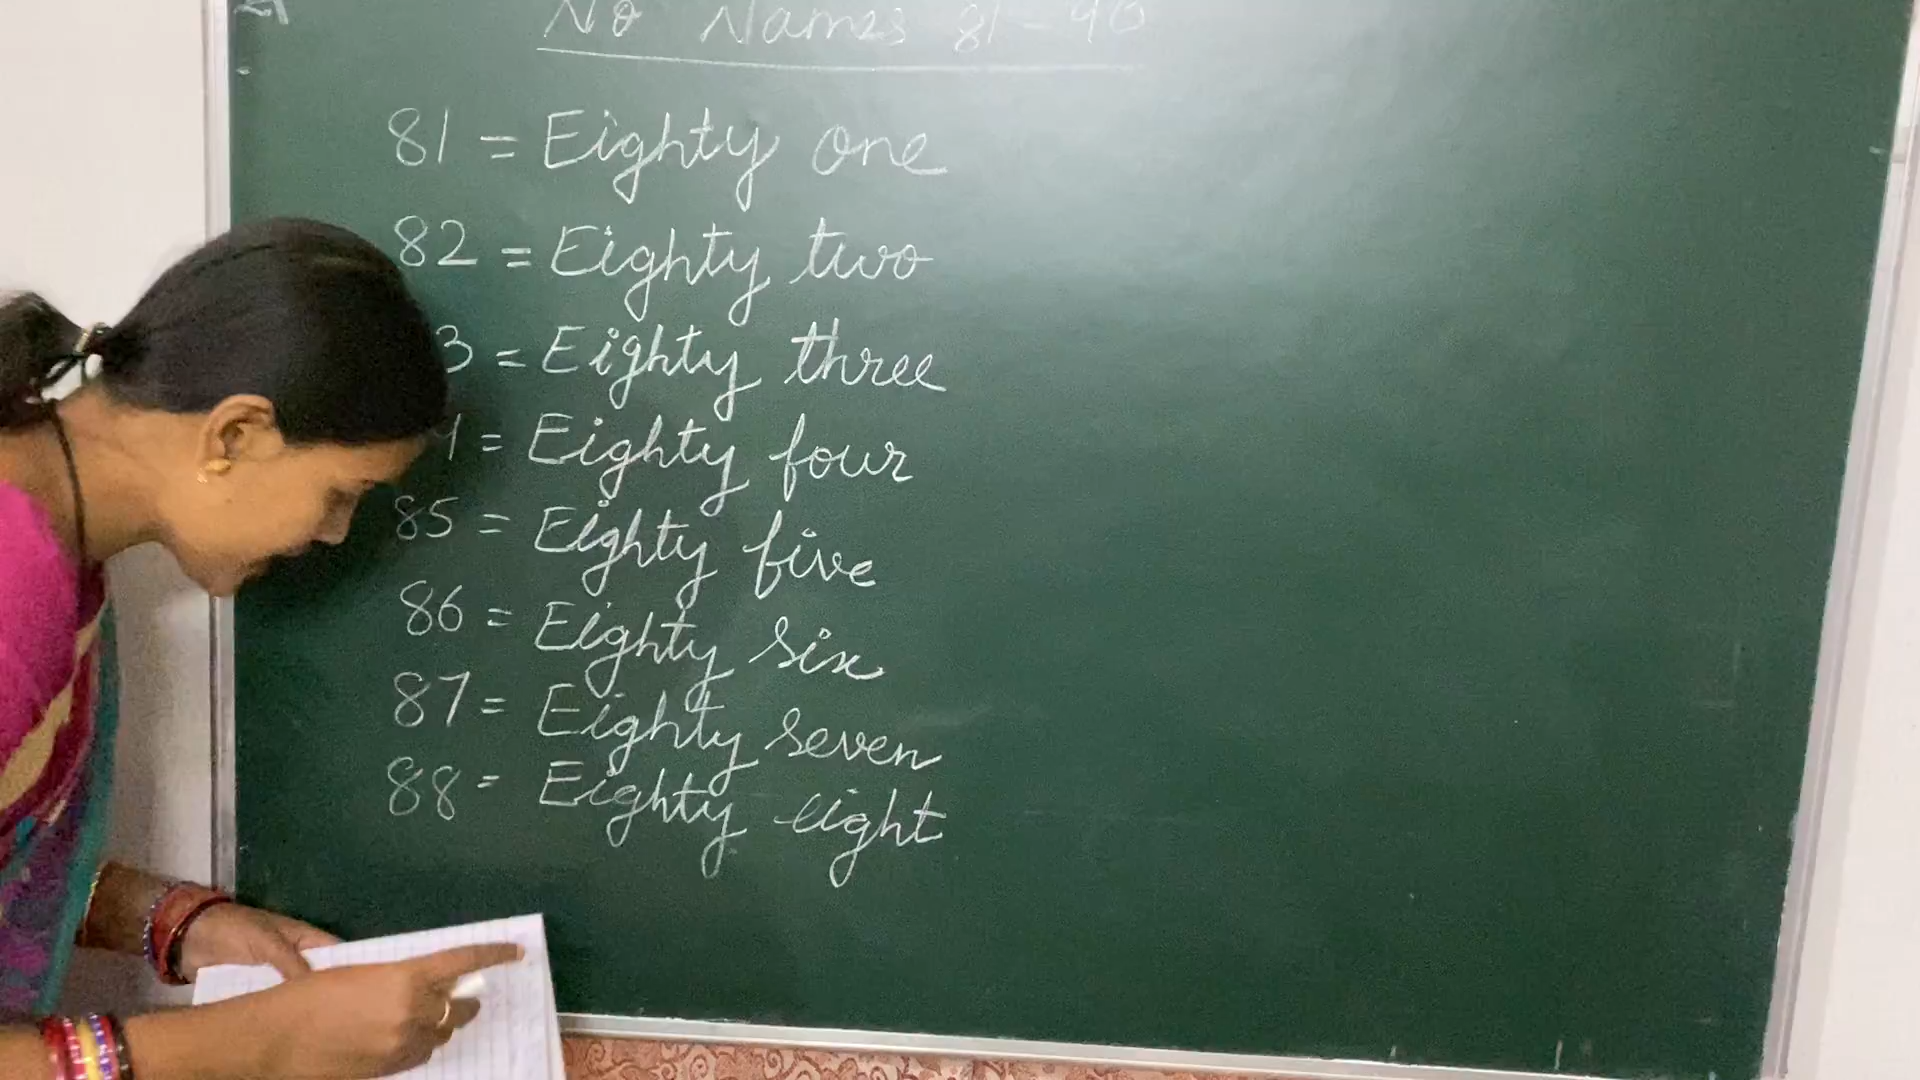 No Names 81-90
81 = Eighty one
82 = Eighty two
3 = Eighty three
= Eighty four
85 = Eighty five
86 = Eighty six
87 = Eighty seven
88 = Eighty eight